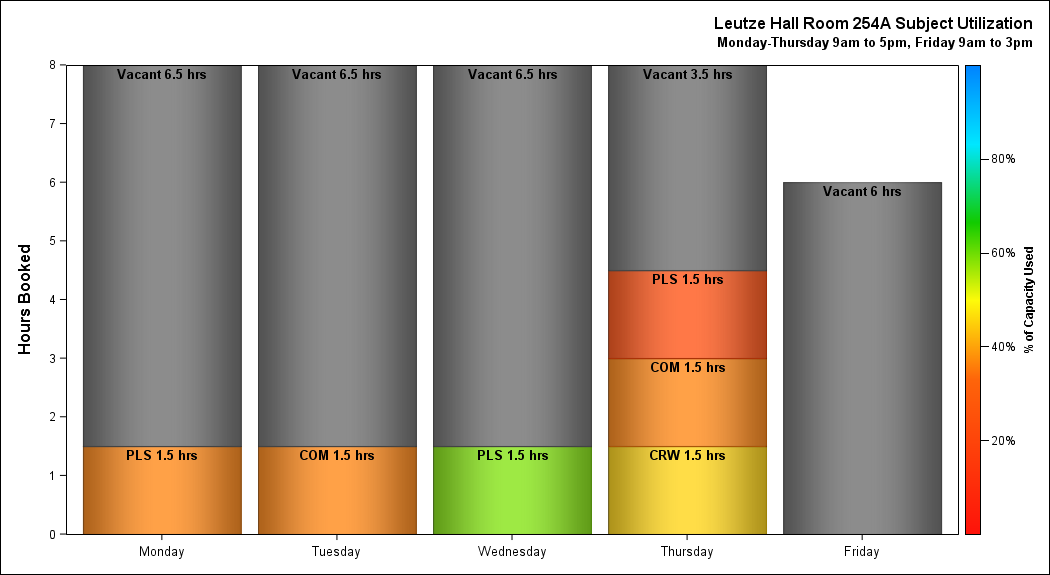 Leutze Hall Room 254A Subject Utilization
Monday-Thursday 9am to 5pm, Friday 9am to 3pm
Hours Booked
8
7
6
5
4
3
2
1
0
Vacant 6.5 hrs
PLS 1.5 hrs
Vacant 6.5 hrs
COM 1.5 hrs
Vacant 6.5 hrs
PLS 1.5 hrs
Vacant 3.5 hrs
PLS 1.5 hrs
COM 1.5 hrs
CRW 1.5 hrs
Vacant 6 hrs
Monday
Tuesday
Wednesday
Thursday
Friday
80%
60%
40%
20%
% of Capacity Used